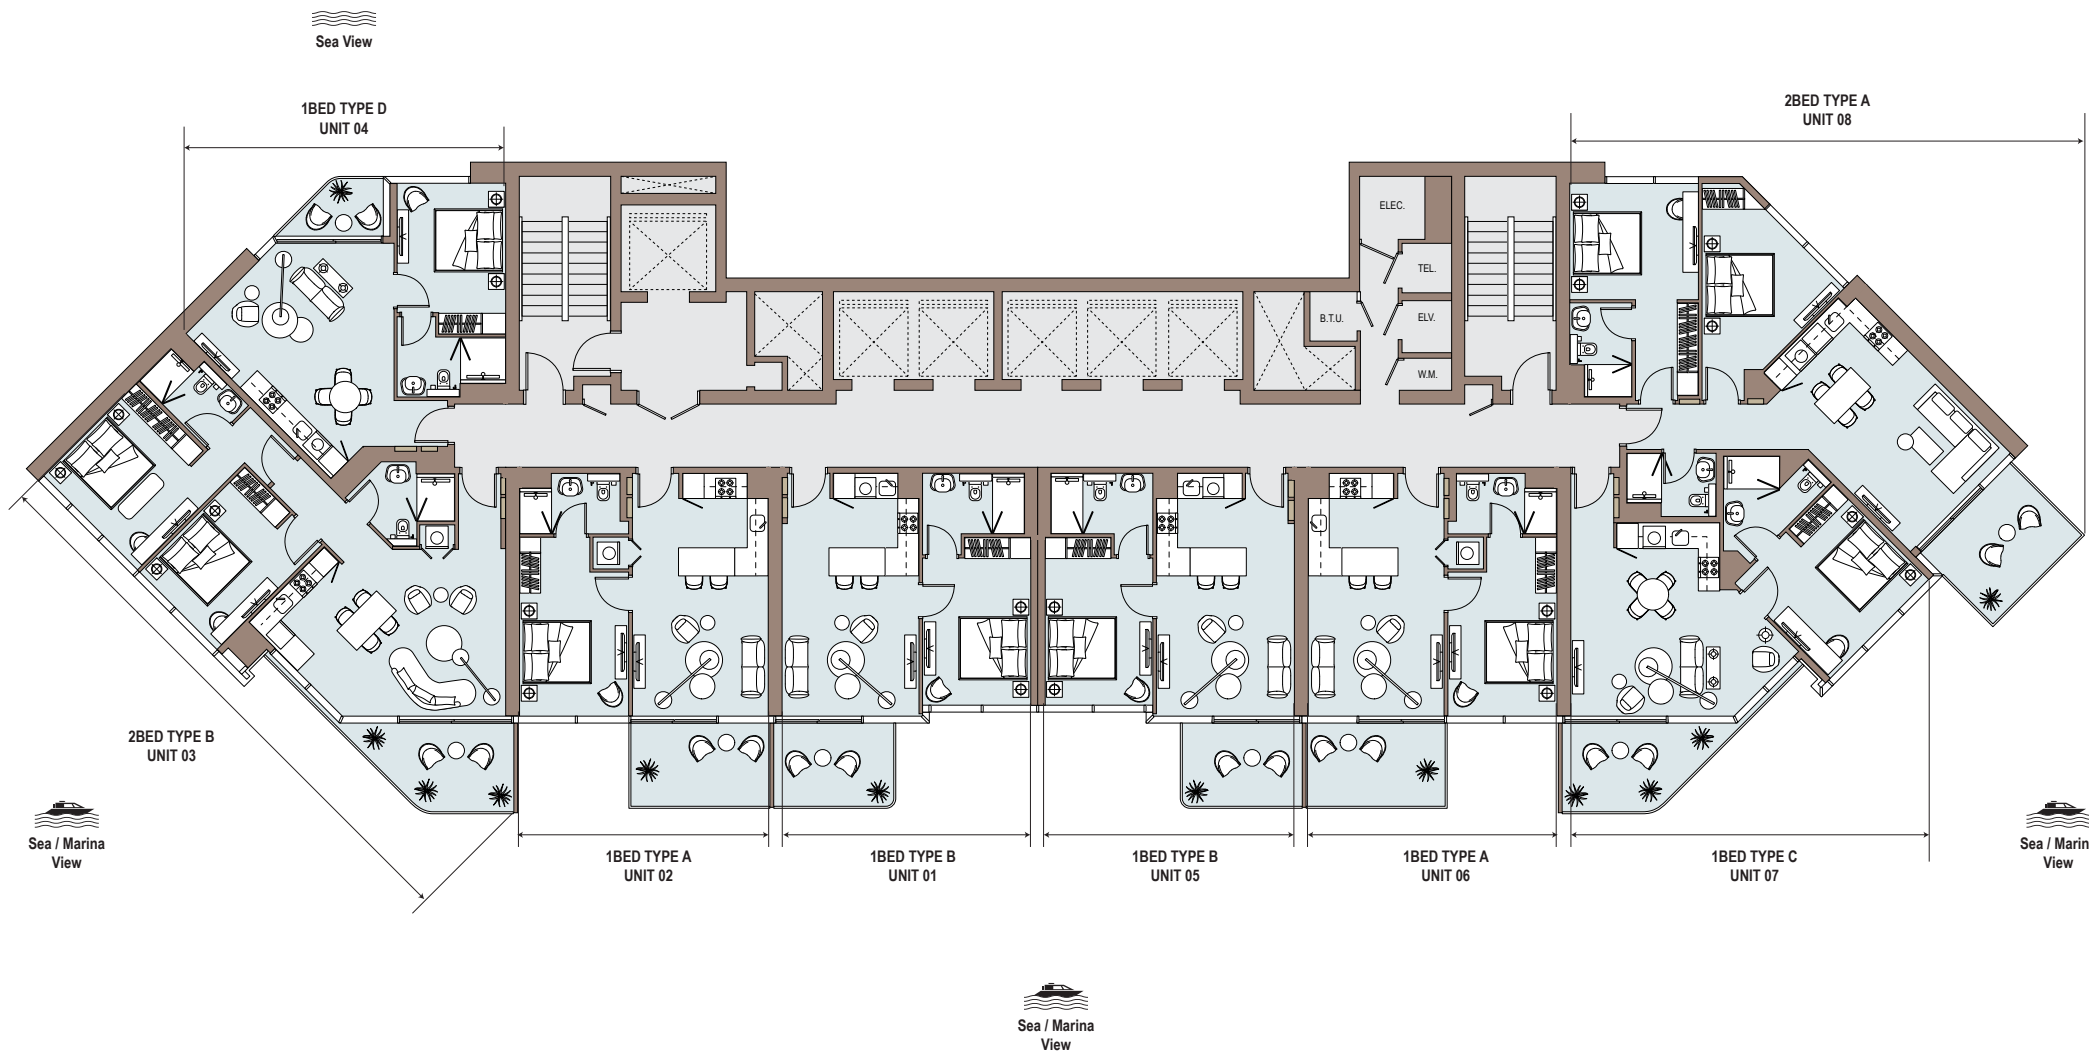 Sea View
1BED TYPE D
UNIT 04
2BED TYPE A
UNIT 08
ELEC.
TEL.
B.T.U.
ELV.
W.M.
2BED TYPE B
UNIT 03
Sea / Marina
View
Sea / Marin
View
1BED TYPE A
UNIT 02
1BED TYPE B
UNIT 01
1BED TYPE B
UNIT 05
1BED TYPE A
UNIT 06
1BED TYPE C
UNIT 07
Sea / Marina
View